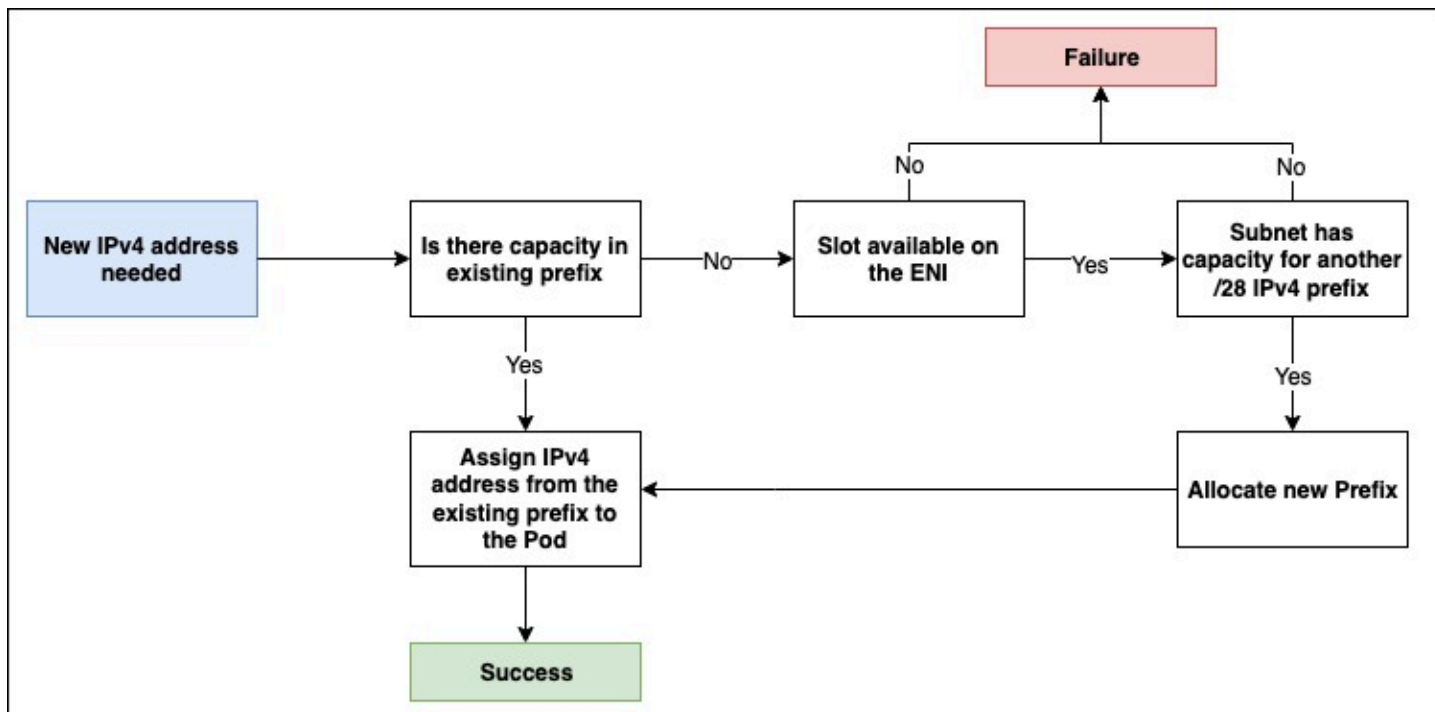 Failure
No
No
New IPv4 address
needed
Is there capacity in
existing prefix
No
Slot available on
the ENI
Yes
Subnet has
capacity for another
/28 IPv4 prefix
Yes
Yes
Assign IPv4
address from the
existing prefix to
the Pod
Allocate new Prefix
Success